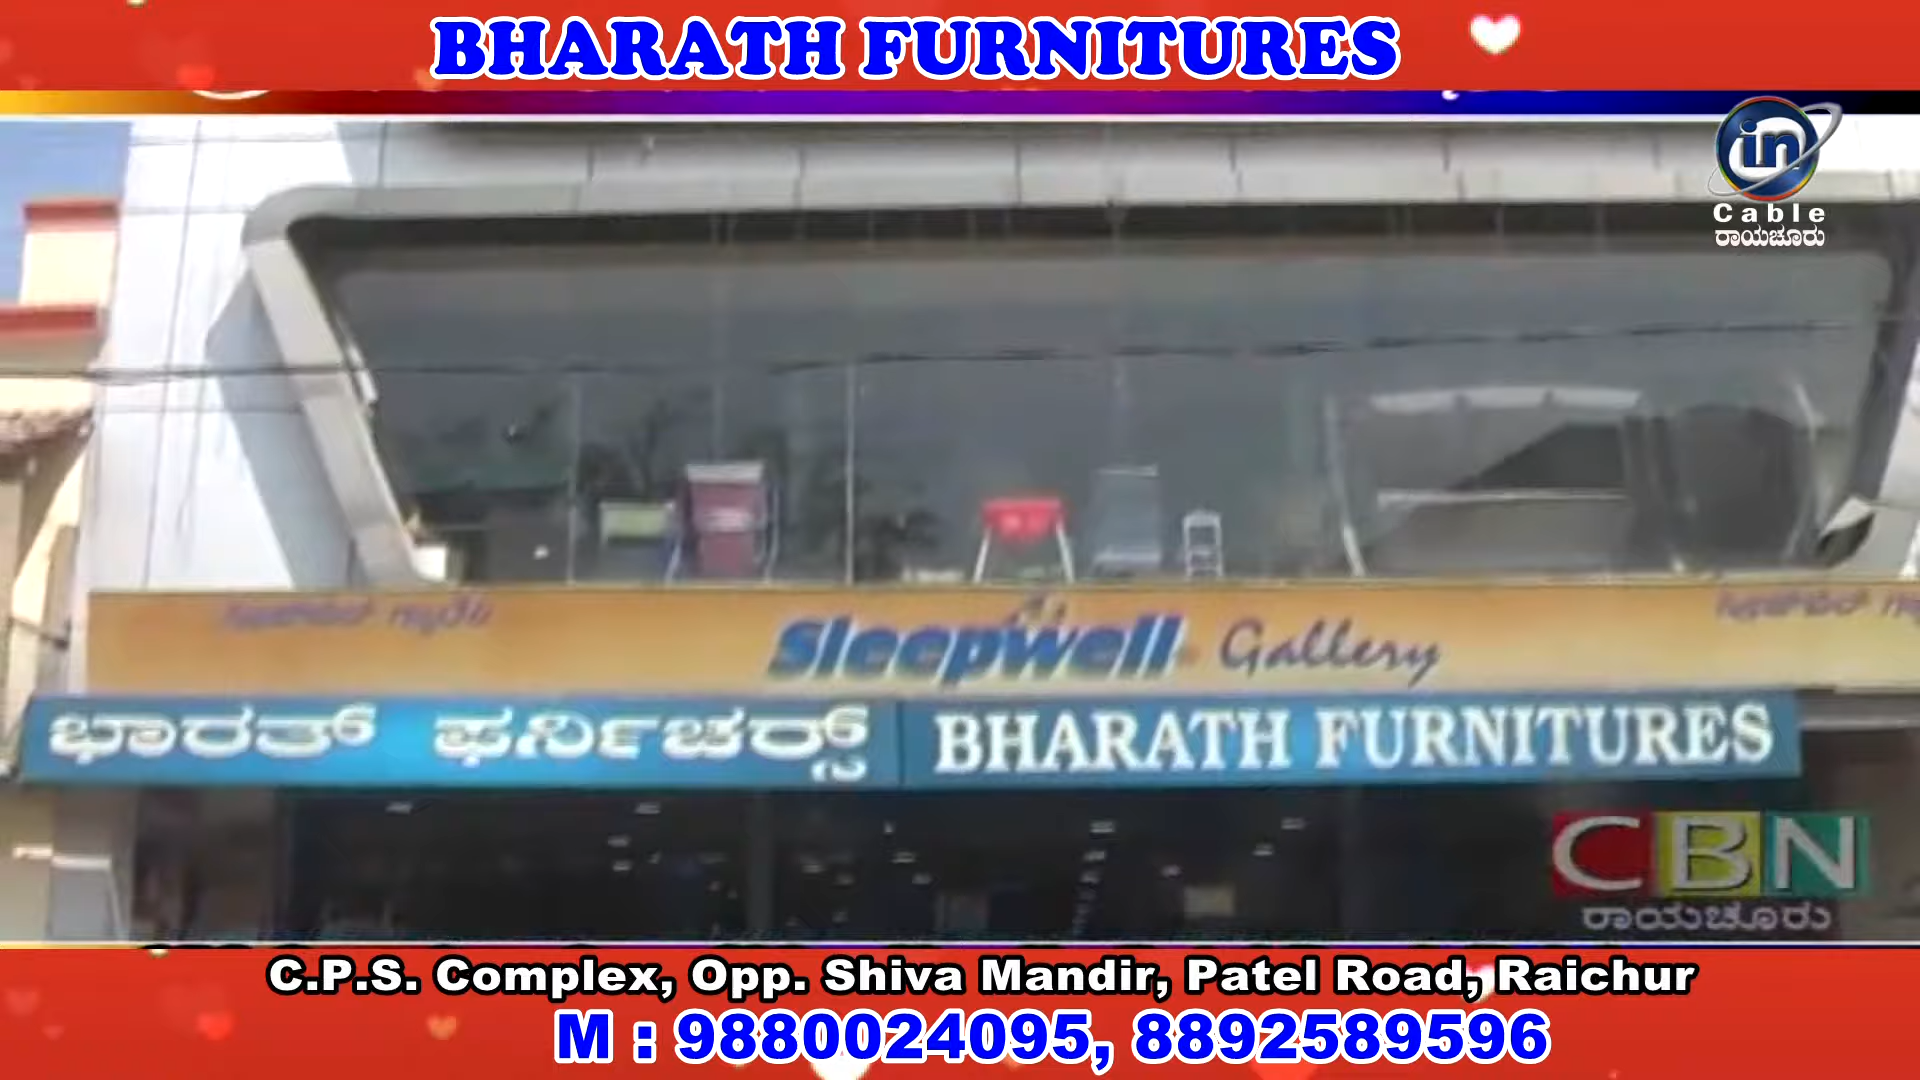 BHARATH FURNITURES
in
Cable
ರಾಯಚೂರು
Sleepwell Gallery
ಭಾರತ್ ಫರ್ನಿಚರ್ಸ್ BHARATH FURNITURES
CBN
ರಾಯಚೂರು
C.P.S. Complex, Opp. Shiva Mandir, Patel Road, Raichur
M : 9880024095, 8892589596